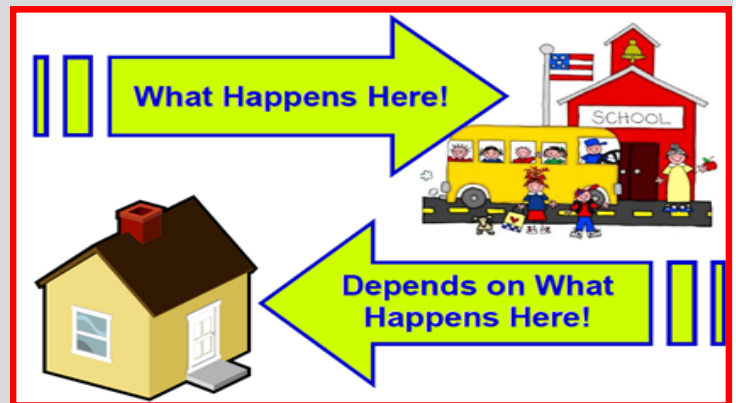 What Happens Here!
SCHOOL
Depends on What
Happens Here!